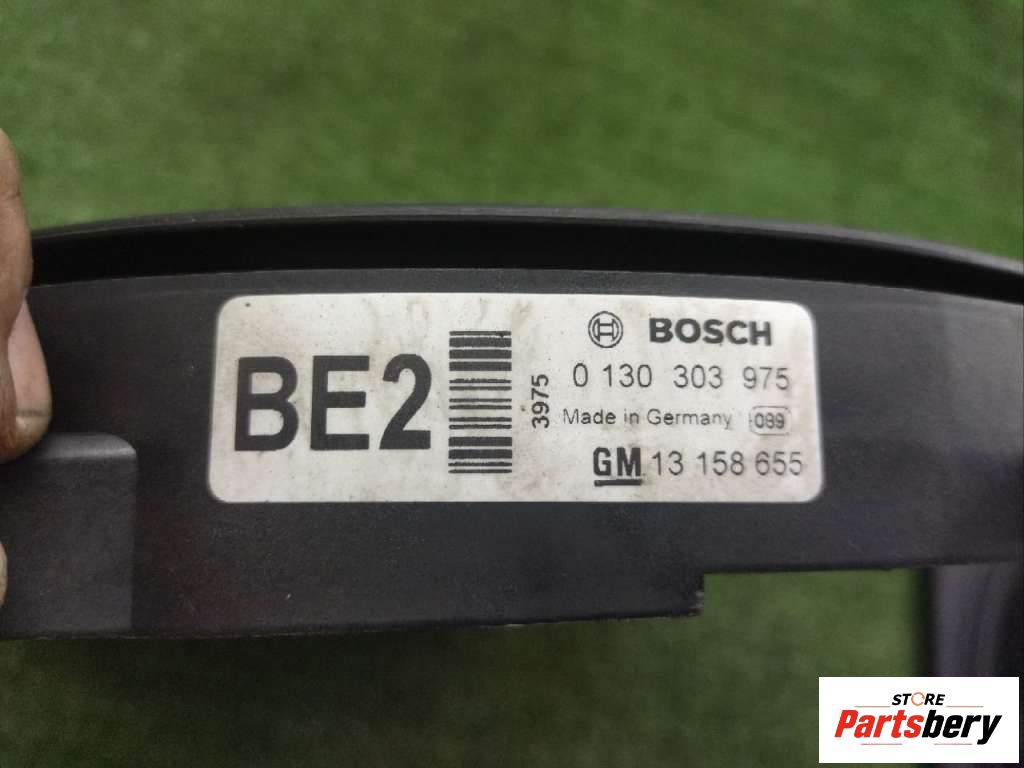 BE2
3975
BOSCH
0 130 303 975
Made in Germany 089
GM 13 158 655
STORE
Partsbery